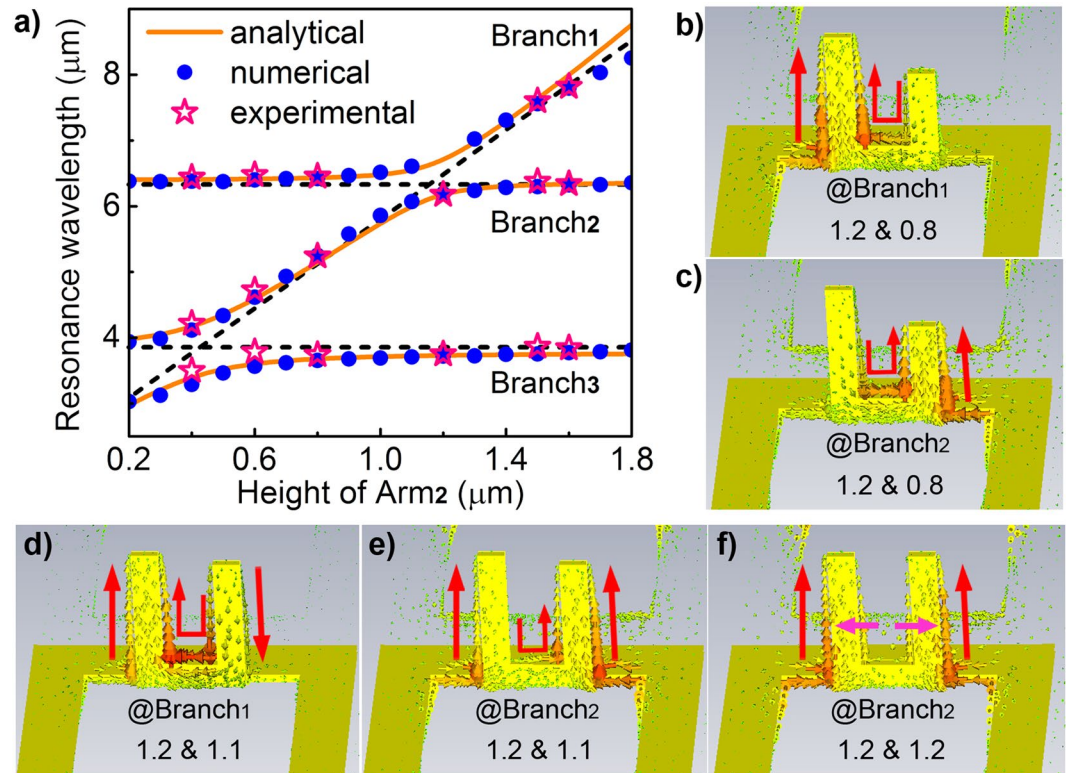 a)
analytical
numerical
experimental
Branch1
Branch2
Branch3
Resonance wavelength (μm)
8
6
4
0.2 0.6 1.0 1.4 1.8
Height of Arm2 (μm)
b)
@Branch1
1.2 & 0.8
c)
@Branch2
1.2 & 0.8
d)
@Branch1
1.2 & 1.1
e)
@Branch2
1.2 & 1.1
f)
@Branch2
1.2 & 1.2